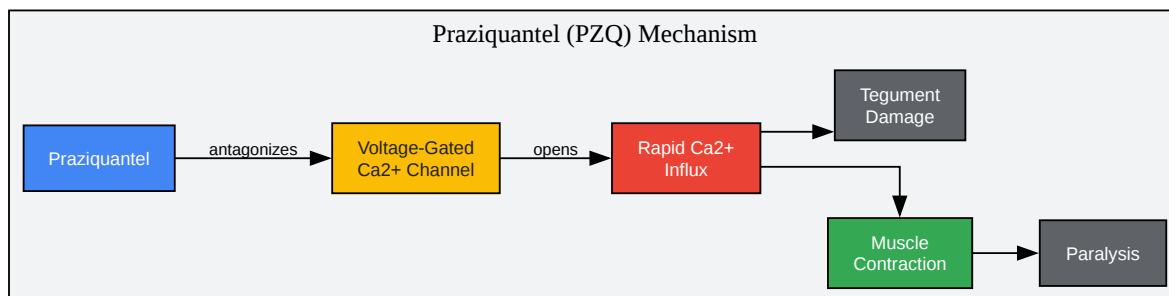 Praziquantel (PZQ) Mechanism
Praziquantel
antagonizes
Voltage-Gated
Ca2+ Channel
opens
Rapid Ca2+
Influx
Tegument
Damage
Muscle
Contraction
Paralysis